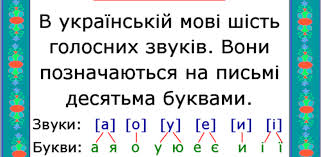 В українській мові шість
голосних звуків. Вони
позначаються на письмі
десятьма буквами.
Звуки: [а] [о] [у] [е] [и] [і]
Букви: а я о у ю е є и і ї